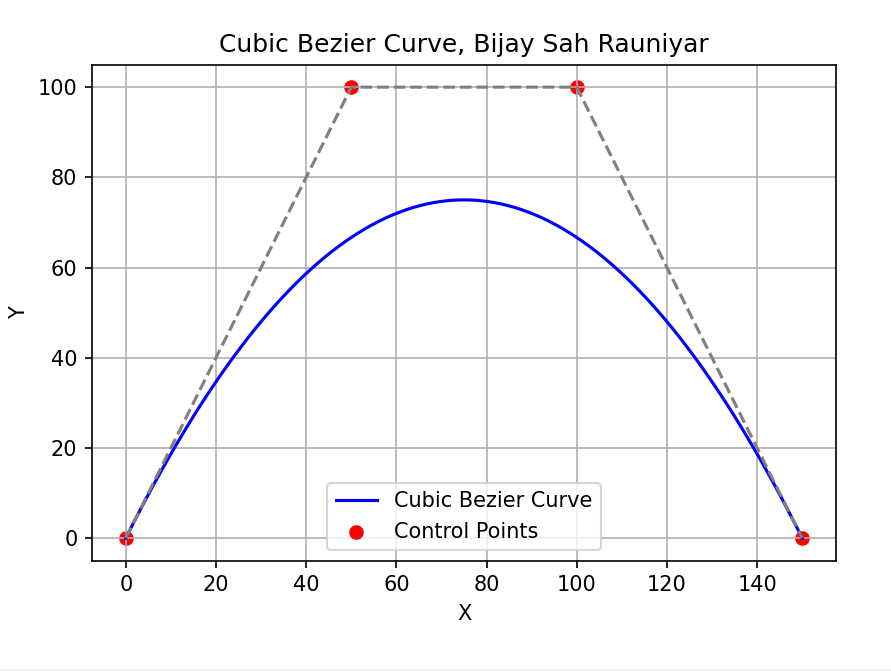 Cubic Bezier Curve, Bijay Sah Rauniyar
100
80
60
40
20
0
Y
Cubic Bezier Curve
Control Points
0 20 40 60 80 100 120 140
X